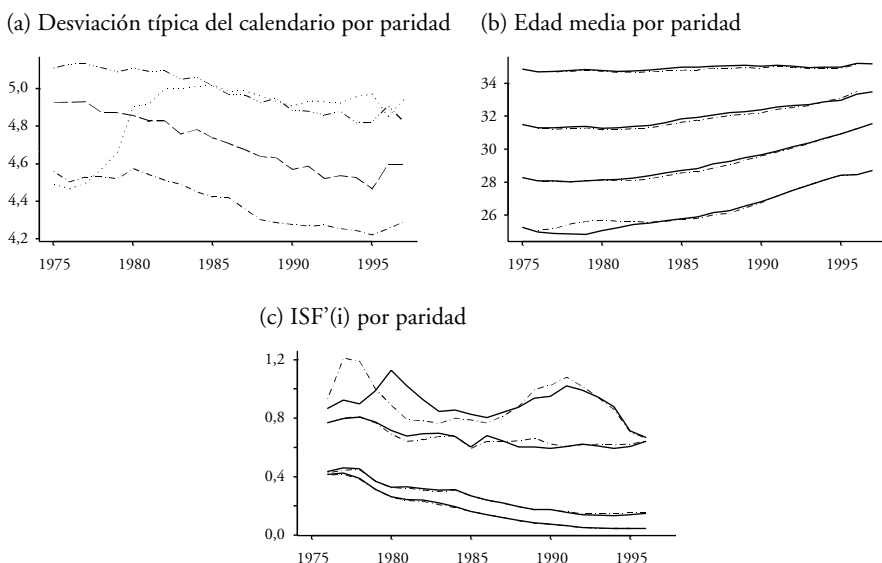 (a) Desviación típica del calendario por paridad
(b) Edad media por paridad
5,0
4,8
4,6
4,4
4,2
1975 1980 1985 1990 1995
34
32
30
28
26
1975 1980 1985 1990 1995
(c) ISF’(i) por paridad
1,2
0,8
0,4
0,0
1975 1980 1985 1990 1995